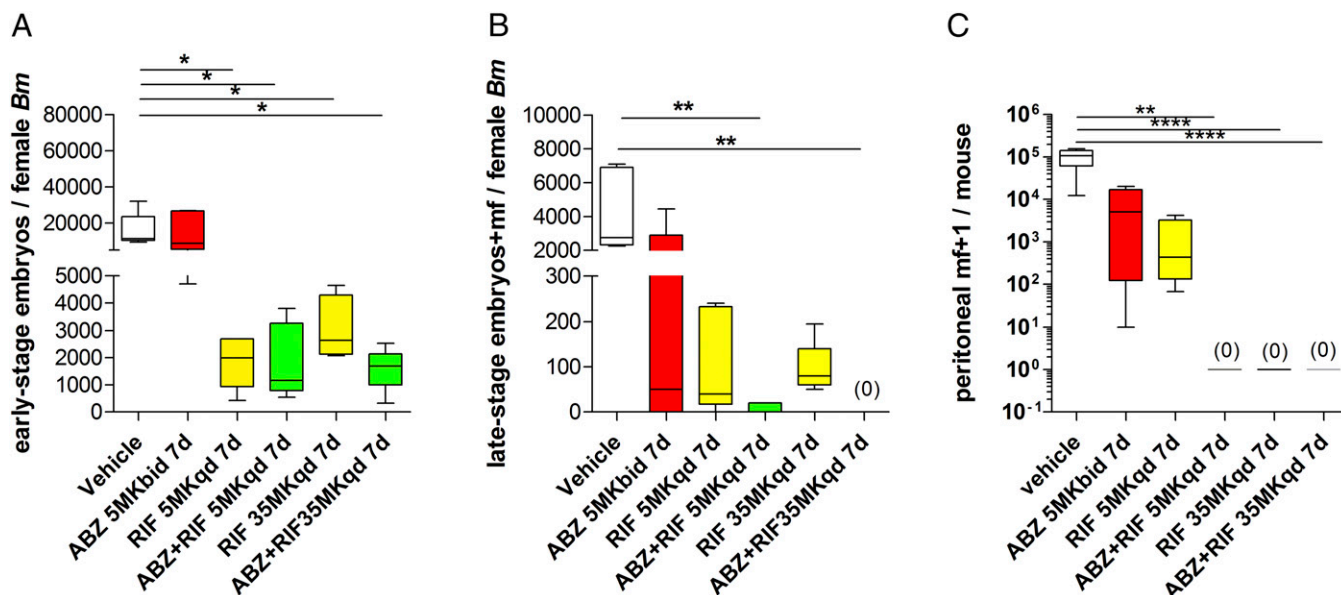 A
early-stage embryos / female Bm
*
*
*
*
80000
60000
40000
20000
5000
4000
3000
2000
1000
0
Vehicle
ABZ 5MKbid 7d
RIF 5MKqd 7d
ABZ+RIF 5MKqd 7d
RIF 35MKqd 7d
ABZ+RIF35MKqd 7d
B
late-stage embryos+mf / female Bm
**
**
10000
8000
6000
4000
2000
300
200
100
0
(0)
Vehicle
ABZ 5MKbid 7d
RIF 5MKqd 7d
ABZ+RIF 5MKqd 7d
RIF 35MKqd 7d
ABZ+RIF35MKqd 7d
C
peritoneal mf+1 / mouse
**
****
****
10⁶
10⁵
10⁴
10³
10²
10¹
10⁰
10⁻¹
(0) (0) (0)
vehicle
ABZ 5MKbid 7d
RIF 5MKqd 7d
ABZ+RIF 5MKqd 7d
RIF 35MKqd 7d
ABZ+RIF 35MKqd 7d